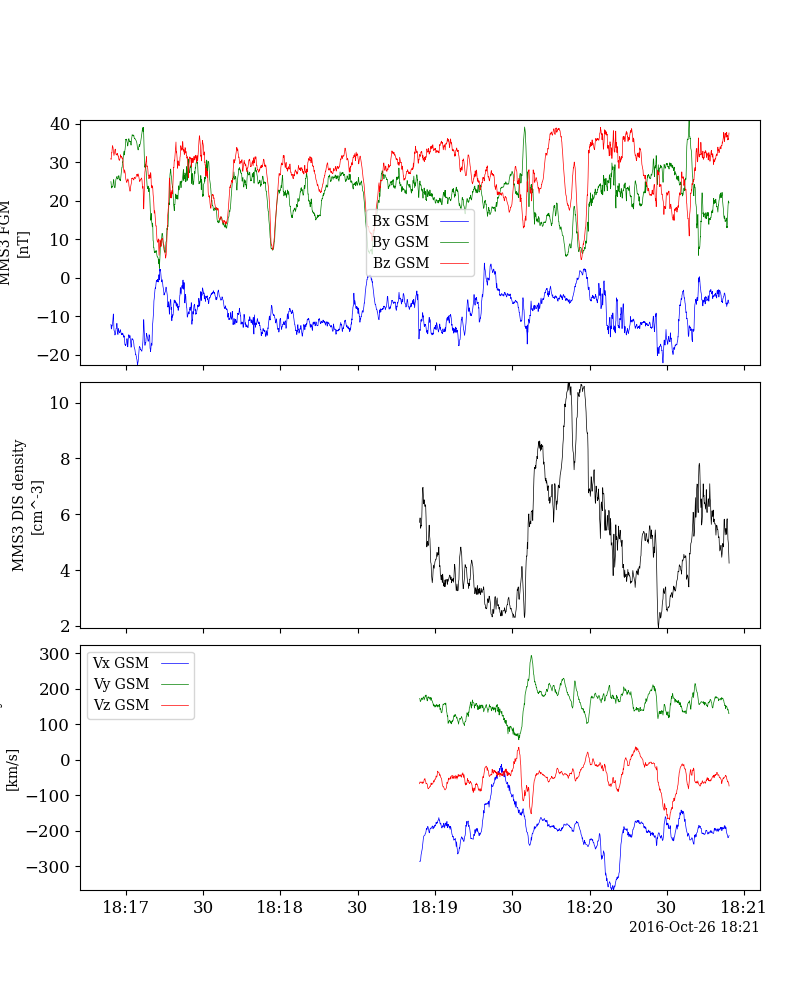 40
30
20
10
0
−10
−20
MMS3 FGM
[nT]
Bx GSM
By GSM
Bz GSM
10
8
6
4
2
MMS3 DIS density
[cm^-3]
300
200
100
0
−100
−200
−300
[km/s]
Vx GSM
Vy GSM
Vz GSM
18:17 30 18:18 30 18:19 30 18:20 30 18:21
2016-Oct-26 18:21